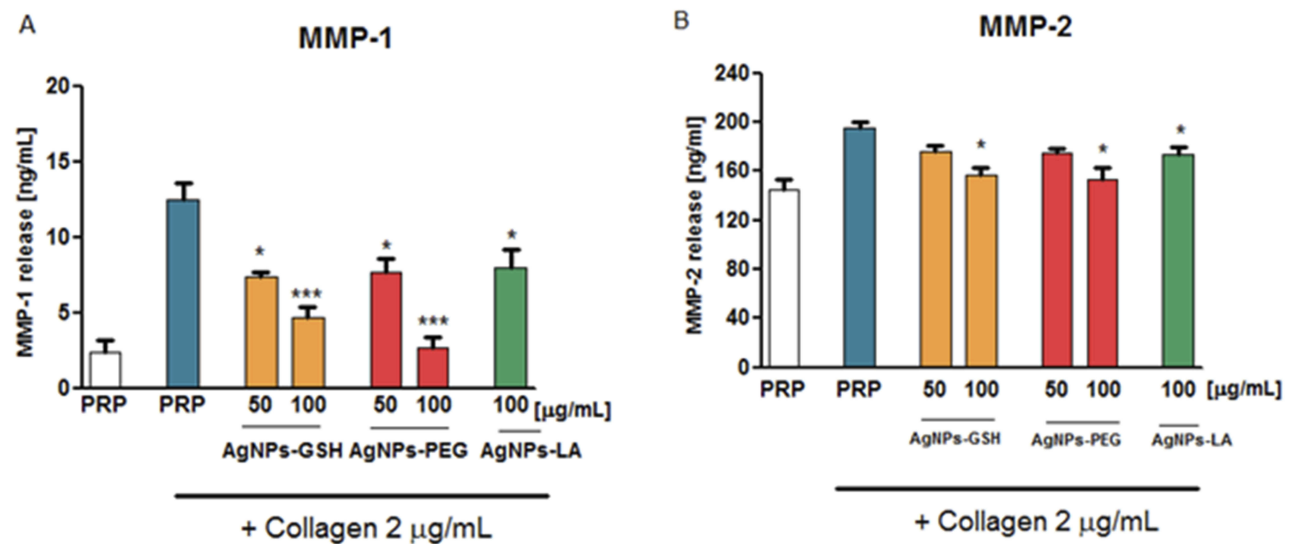 A
MMP-1
MMP-1 release [ng/mL]
20
15
10
5
0
*
***
*
***
*
PRP PRP 50 100 50 100 100 [μg/mL]
AgNPs-GSH AgNPs-PEG AgNPs-LA
+ Collagen 2 μg/mL
B
MMP-2
MMP-2 release [ng/ml]
240
200
160
120
80
40
0
*
*
*
PRP PRP 50 100 50 100 100 [μg/mL]
AgNPs-GSH AgNPs-PEG AgNPs-LA
+ Collagen 2 μg/mL